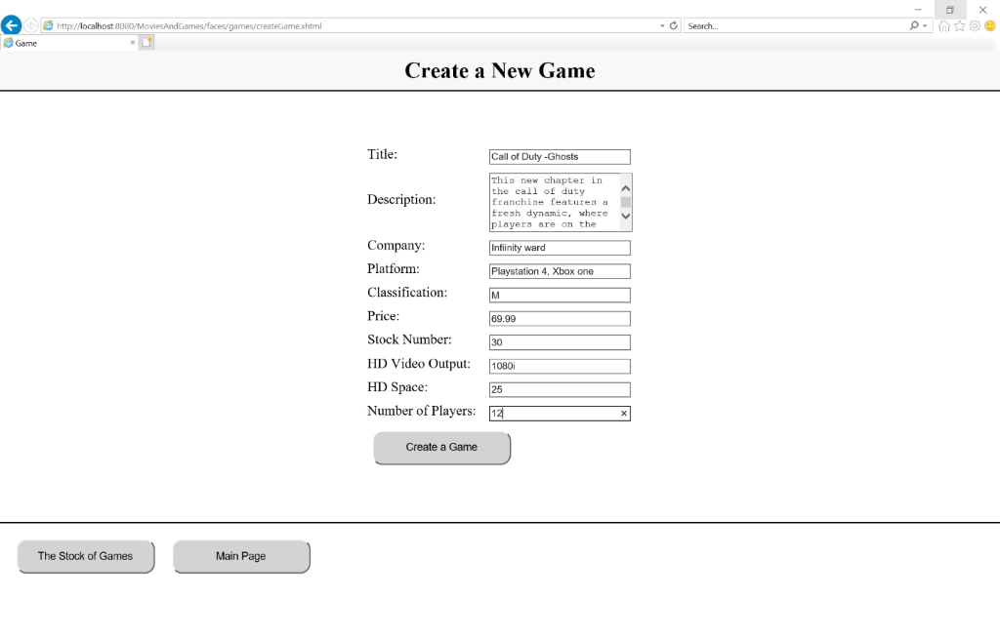 http://localhost:8080/MoviesAndGames/faces/games/createGame.xhtml
Search...
Game
Create a New Game
Title: Call of Duty -Ghosts
Description: This new chapter in
the call of duty
franchise features a
fresh dynamic, where
players are on the
Company: Infiinity ward
Platform: Playstation 4, Xbox one
Classification: M
Price: 69.99
Stock Number: 30
HD Video Output: 1080i
HD Space: 25
Number of Players: 12
Create a Game
The Stock of Games Main Page